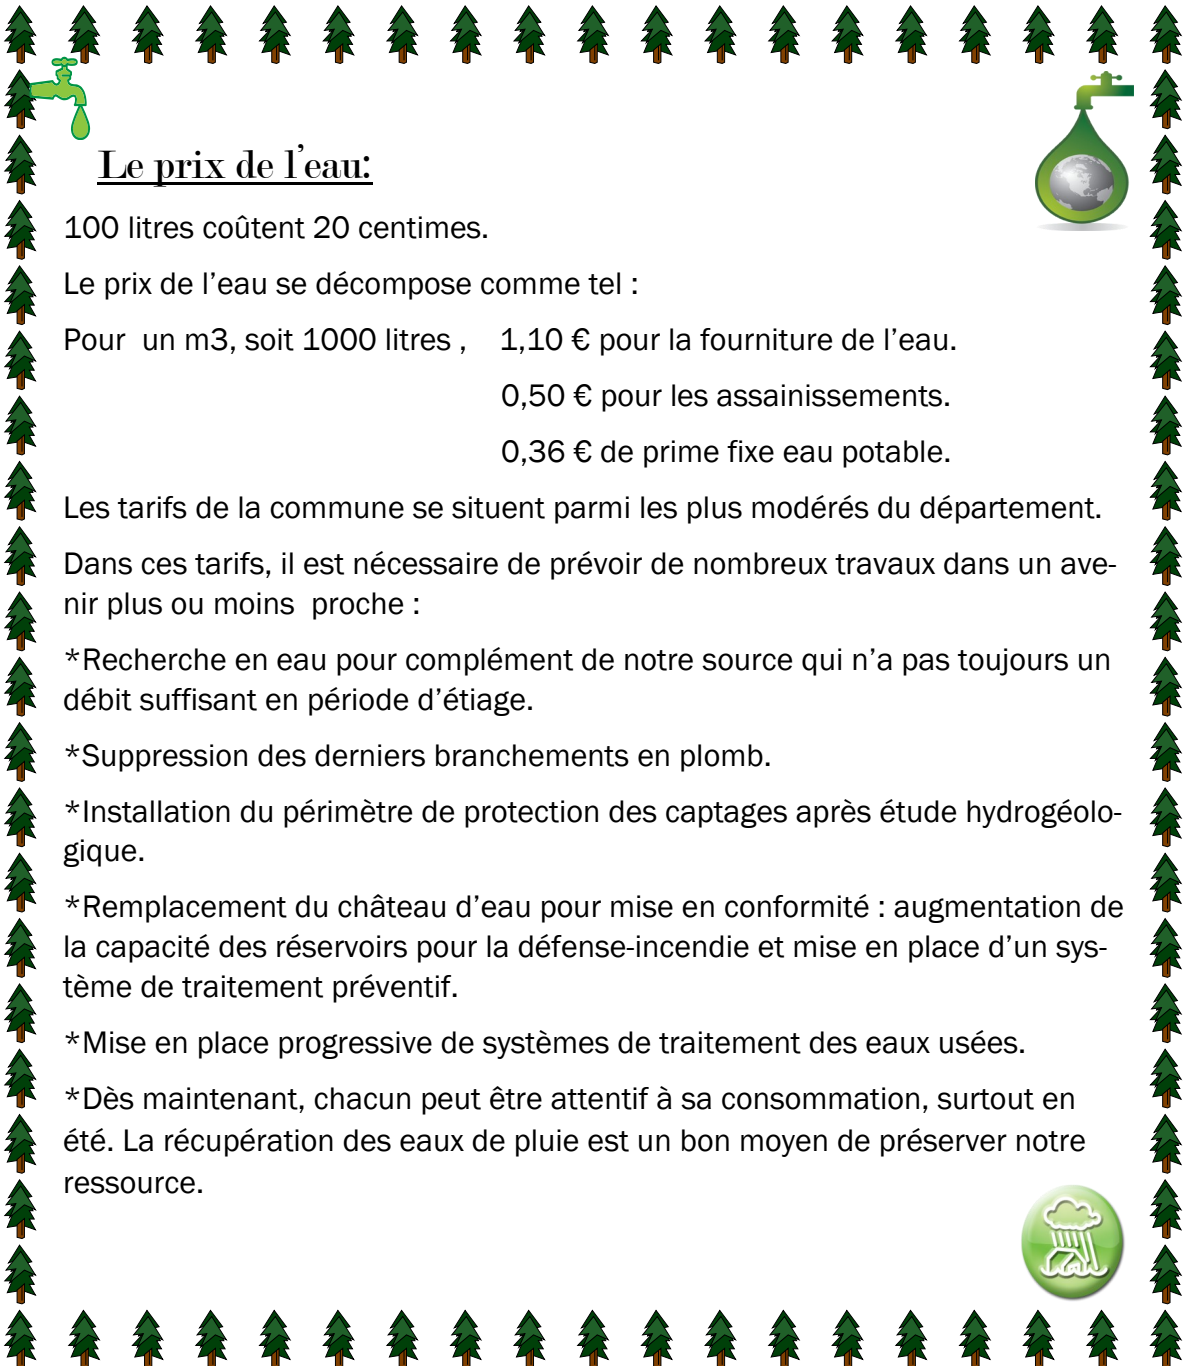 Le prix de l’eau:
100 litres coûtent 20 centimes.
Le prix de l’eau se décompose comme tel :
Pour  un m3, soit 1000 litres ,    1,10 € pour la fourniture de l’eau.
0,50 € pour les assainissements.
0,36 € de prime fixe eau potable.
Les tarifs de la commune se situent parmi les plus modérés du département.
Dans ces tarifs, il est nécessaire de prévoir de nombreux travaux dans un ave-
nir plus ou moins  proche :
*Recherche en eau pour complément de notre source qui n’a pas toujours un
débit suffisant en période d’étiage.
*Suppression des derniers branchements en plomb.
*Installation du périmètre de protection des captages après étude hydrogéolo-
gique.
*Remplacement du château d’eau pour mise en conformité : augmentation de
la capacité des réservoirs pour la défense-incendie et mise en place d’un sys-
tème de traitement préventif.
*Mise en place progressive de systèmes de traitement des eaux usées.
*Dès maintenant, chacun peut être attentif à sa consommation, surtout en
été. La récupération des eaux de pluie est un bon moyen de préserver notre
ressource.